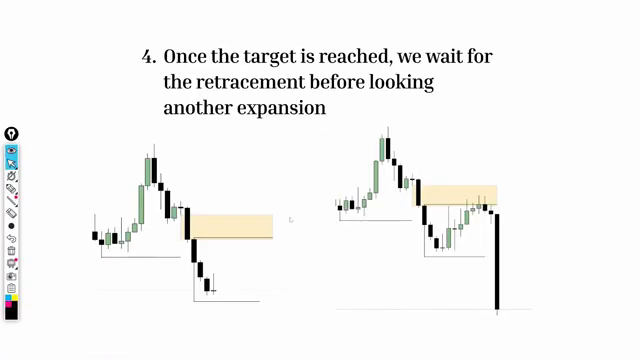 4. Once the target is reached, we wait for
the retracement before looking
another expansion